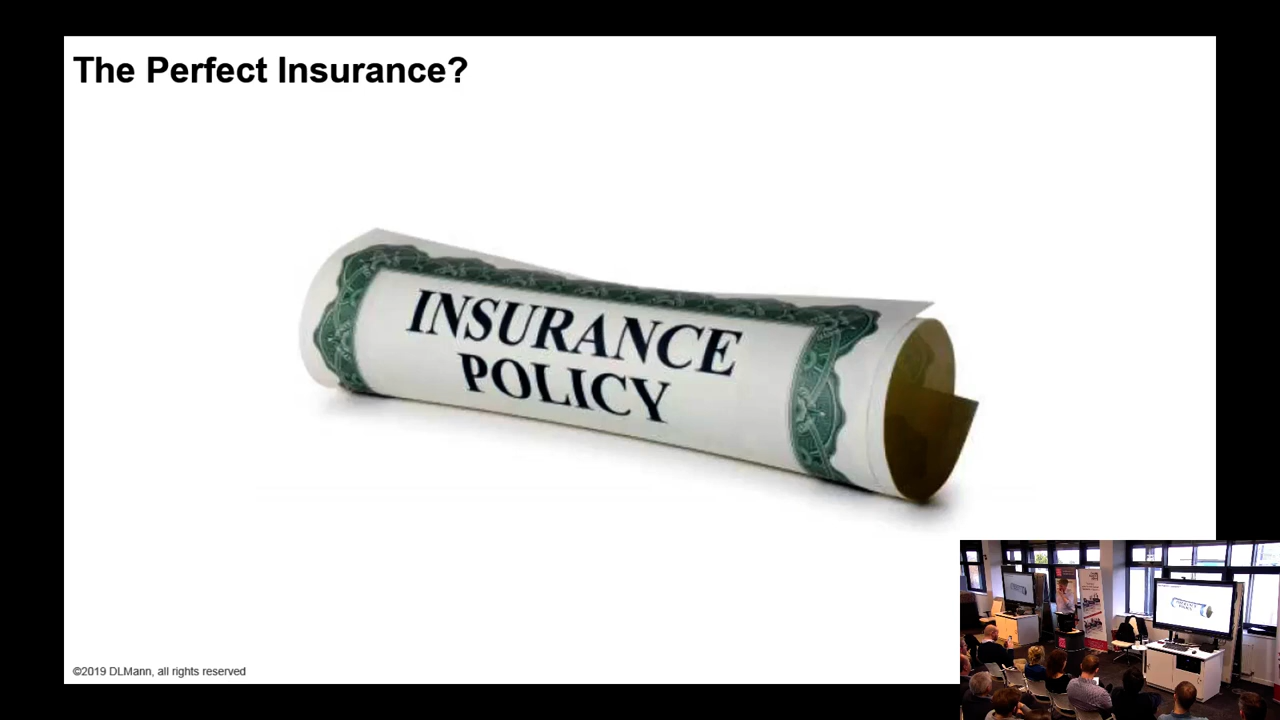 The Perfect Insurance?
INSURANCE
POLICY
©2019 DLMann, all rights reserved